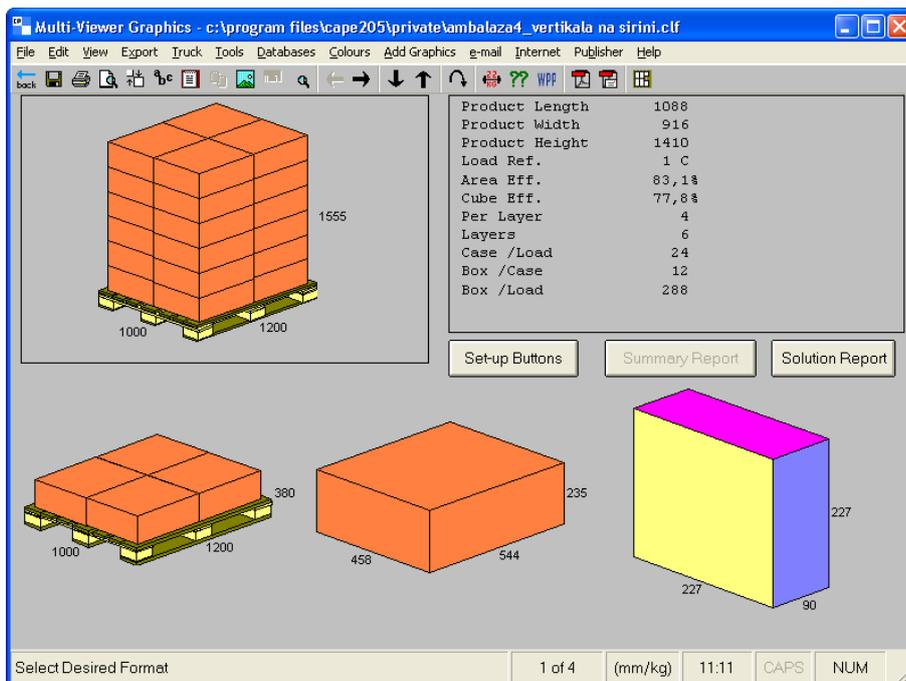 Multi-Viewer Graphics - c:\program files\cape205\private\ambalaza4_vertikala na sirini.clf
File Edit View Export Truck Tools Databases Colours Add Graphics e-mail Internet Publisher Help
back abc ?? WPP
Product Length 1088
Product Width 916
Product Height 1410
Load Ref. 1 C
Area Eff. 83,1%
Cube Eff. 77,8%
Per Layer 4
Layers 6
Case /Load 24
Box /Case 12
Box /Load 288
1555
1000 1200
Set-up Buttons Summary Report Solution Report
380
1000 1200
235
458 544
227
227 90
Select Desired Format 1 of 4 (mm/kg) 11:11 CAPS NUM